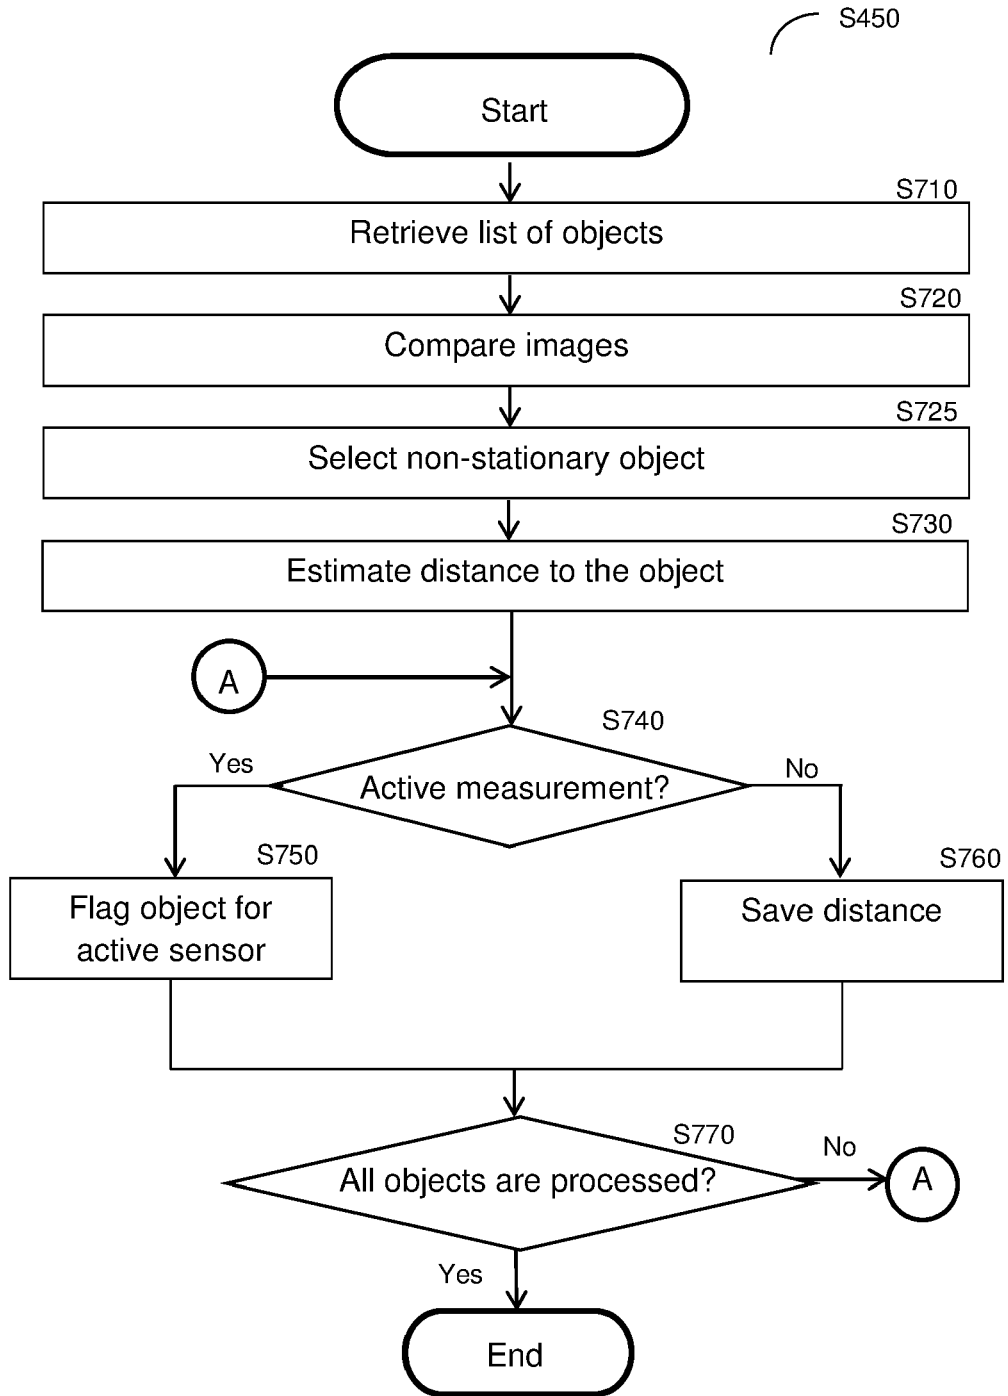 S450
Start
S710
Retrieve list of objects
S720
Compare images
S725
Select non-stationary object
S730
Estimate distance to the object
A
S740
Yes
Active measurement?
No
S750
S760
Flag object for
active sensor
Save distance
S770
No
All objects are processed?
A
Yes
End